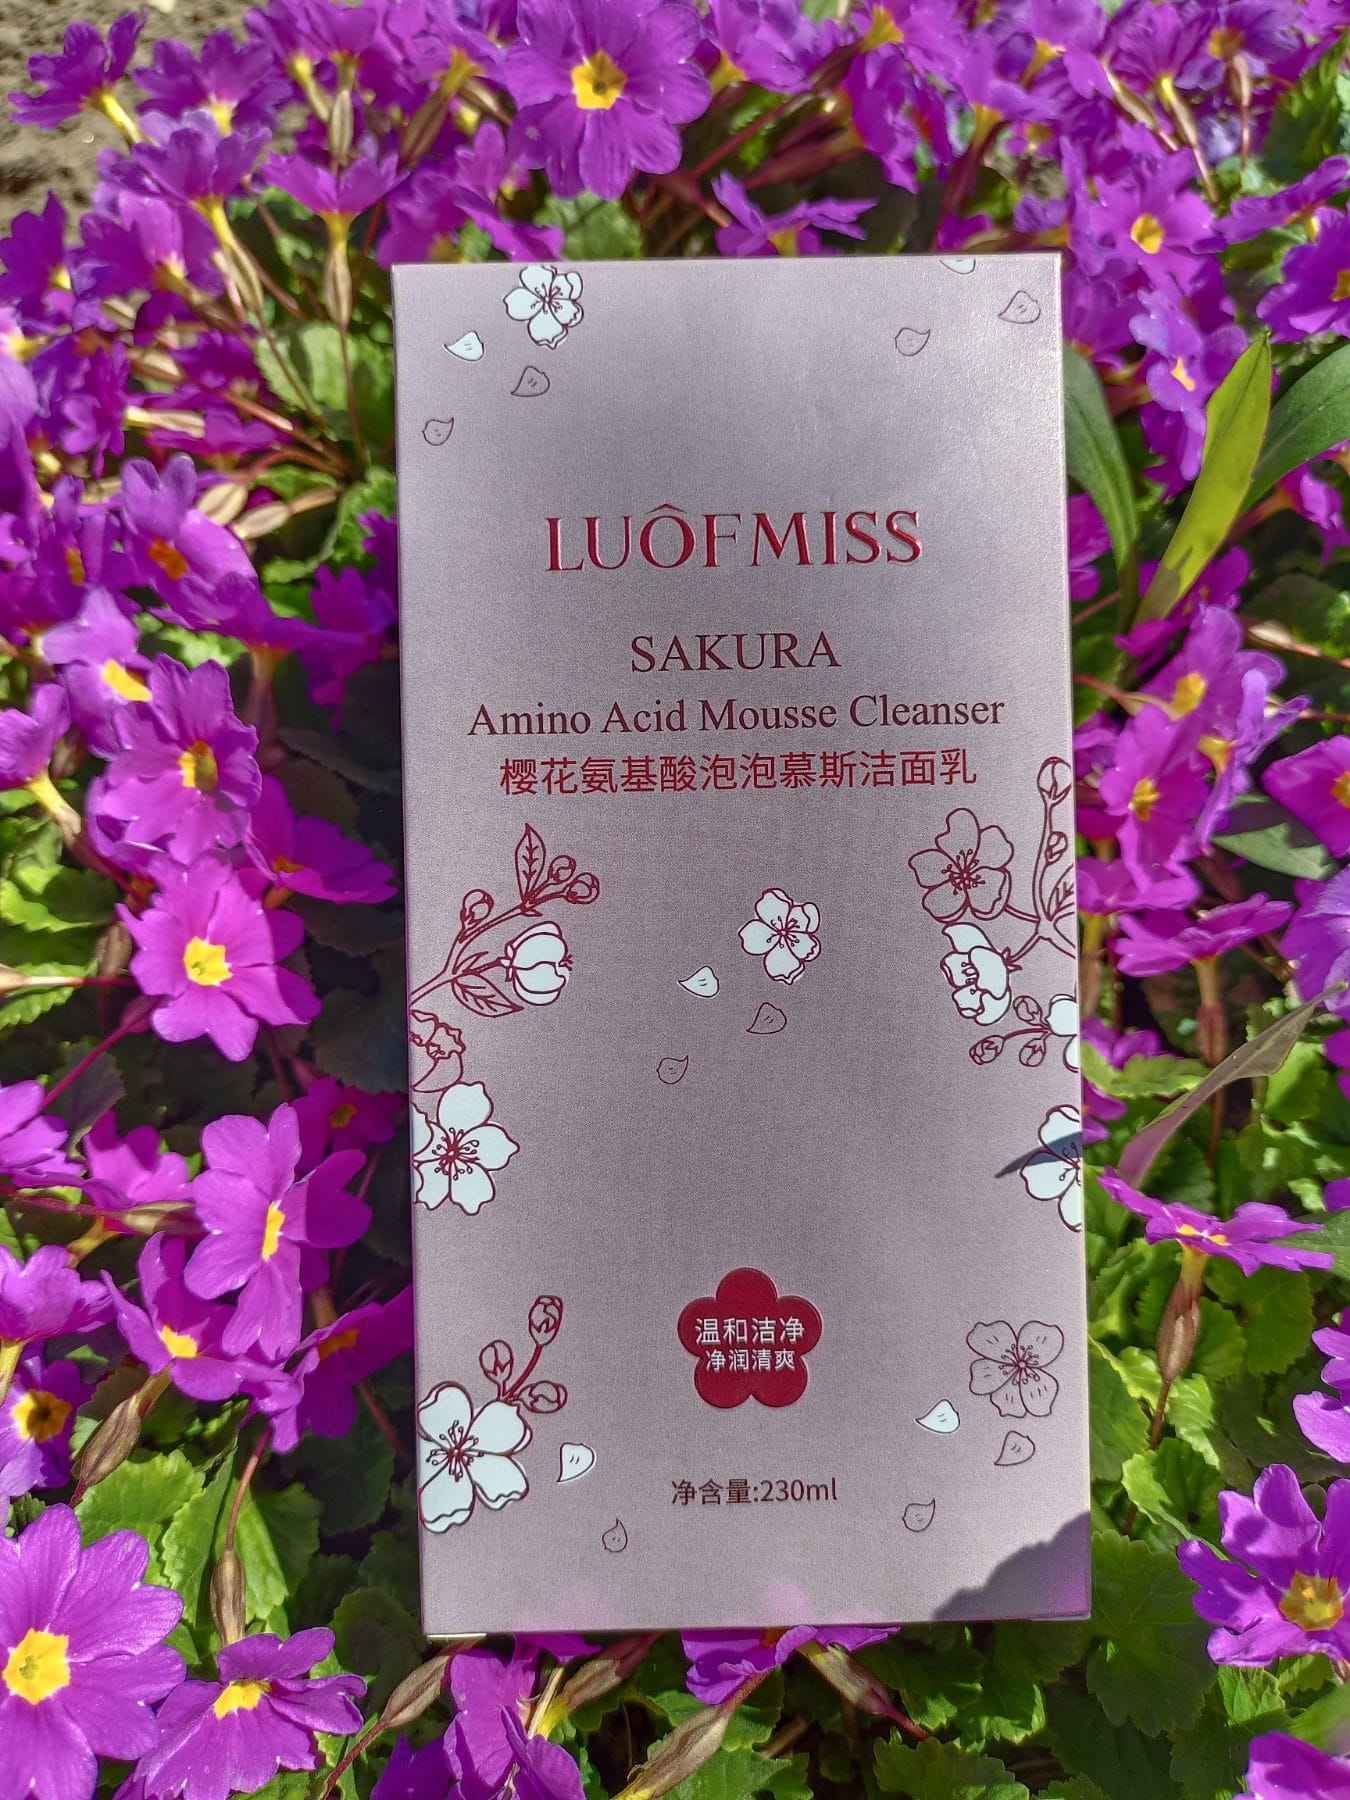 LUÔFMISS
SAKURA
Amino Acid Mousse Cleanser
樱花氨基酸泡泡慕斯洁面乳
温和洁净
净润清爽
净含量:230ml